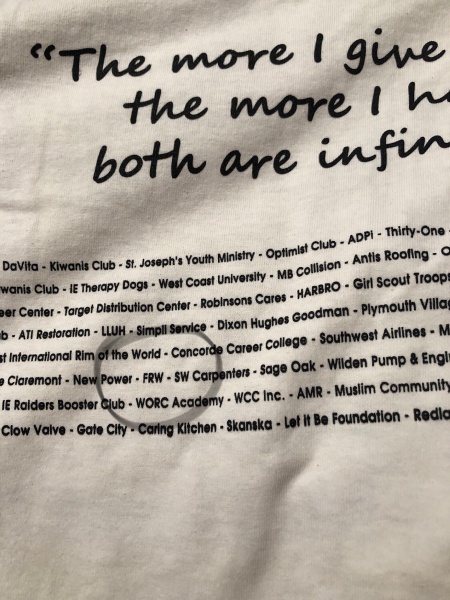 “The more I give
the more I h
both are infin
DaVita - Kiwanis Club - St. Joseph's Youth Ministry - Optimist Club - ADPi - Thirty-One -
wanis Club - IE Therapy Dogs - West Coast University - MB Collision - Antis Roofing - O
eer Center - Target Distribution Center - Robinsons Cares - HARBRO - Girl Scout Troops
b - ATI Restoration - LLUH - Simpli Service - Dixon Hughes Goodman - Plymouth Villag
st International Rim of the World - Concorde Career College - Southwest Airlines - M
e Claremont - New Power - FRW - SW Carpenters - Sage Oak - Wilden Pump & Engi
IE Raiders Booster Club - WORC Academy - WCC Inc. - AMR - Muslim Community
Clow Valve - Gate City - Caring Kitchen - Skanska - Let it Be Foundation - Redla